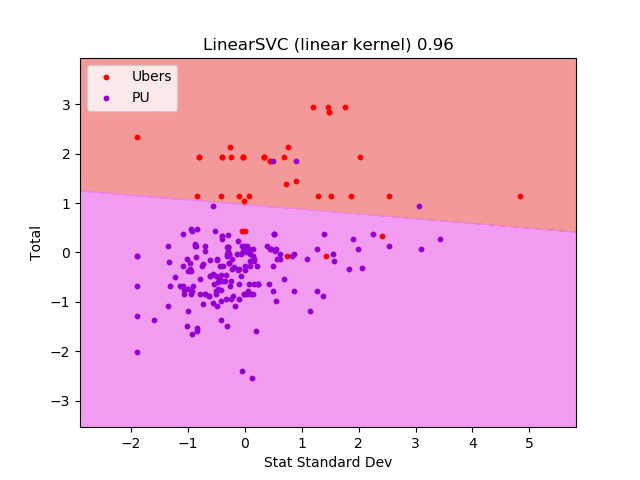 LinearSVC (linear kernel) 0.96
Ubers
PU
3
2
1
0
−1
−2
−3
Total
−2 −1 0 1 2 3 4 5
Stat Standard Dev